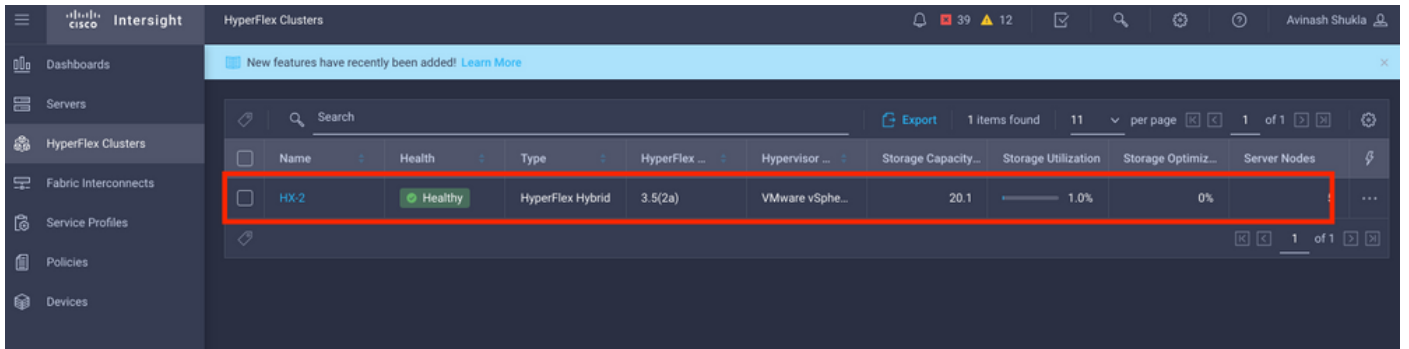 cisco Intersight
HyperFlex Clusters
39
12
Avinash Shukla
Dashboards
Servers
HyperFlex Clusters
Fabric Interconnects
Service Profiles
Policies
Devices
New features have recently been added! Learn More
Search
Export
1 items found
11
per page
1 of 1
Name
Health
Type
HyperFlex ...
Hypervisor ...
Storage Capacity...
Storage Utilization
Storage Optimiz...
Server Nodes
HX-2
Healthy
HyperFlex Hybrid
3.5(2a)
VMware vSphe...
20.1
1.0%
0%
1 of 1